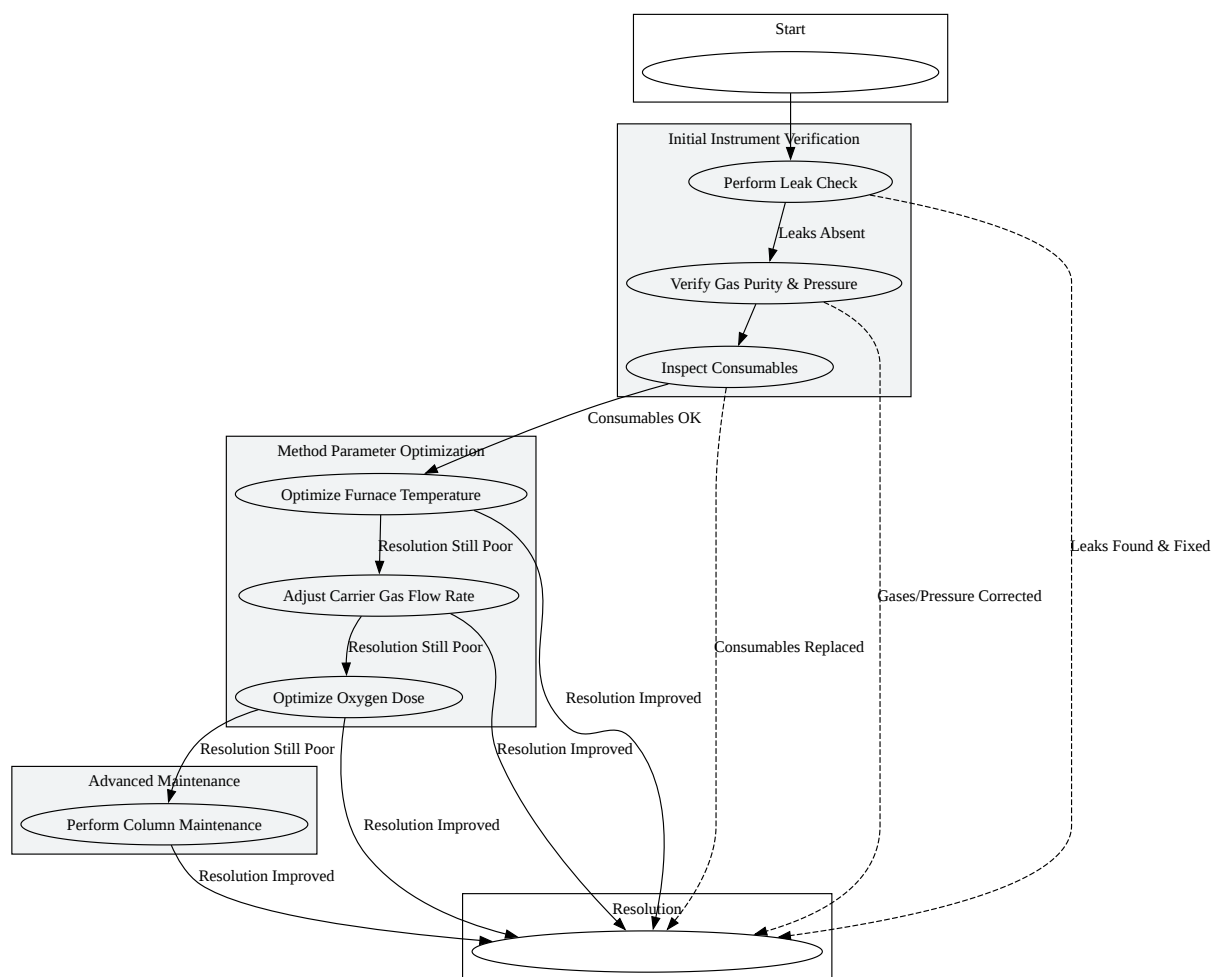 Start
Initial Instrument Verification
Perform Leak Check
Leaks Absent
Verify Gas Purity & Pressure
Inspect Consumables
Consumables OK
Method Parameter Optimization
Optimize Furnace Temperature
Resolution Still Poor
Leaks Found & Fixed
Adjust Carrier Gas Flow Rate
Gases/Pressure Corrected
Resolution Still Poor
Consumables Replaced
Optimize Oxygen Dose
Resolution Improved
Resolution Still Poor
Resolution Improved
Advanced Maintenance
Perform Column Maintenance
Resolution Improved
Resolution Improved
Resolution